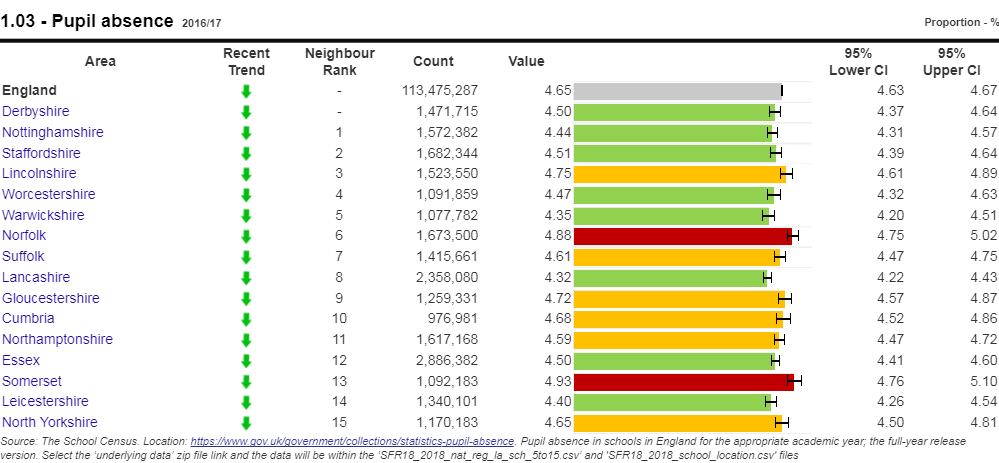 1.03 - Pupil absence 2016/17 Proportion - %
Area Recent Trend Neighbour Rank Count Value 95% Lower CI 95% Upper CI
England - 113,475,287 4.65 4.63 4.67
Derbyshire - 1,471,715 4.50 4.37 4.64
Nottinghamshire 1 1,572,382 4.44 4.31 4.57
Staffordshire 2 1,682,344 4.51 4.39 4.64
Lincolnshire 3 1,523,550 4.75 4.61 4.89
Worcestershire 4 1,091,859 4.47 4.32 4.63
Warwickshire 5 1,077,782 4.35 4.20 4.51
Norfolk 6 1,673,500 4.88 4.75 5.02
Suffolk 7 1,415,661 4.61 4.47 4.75
Lancashire 8 2,358,080 4.32 4.22 4.43
Gloucestershire 9 1,259,331 4.72 4.57 4.87
Cumbria 10 976,981 4.68 4.52 4.86
Northamptonshire 11 1,617,168 4.59 4.47 4.72
Essex 12 2,886,382 4.50 4.41 4.60
Somerset 13 1,092,183 4.93 4.76 5.10
Leicestershire 14 1,340,101 4.40 4.26 4.54
North Yorkshire 15 1,170,183 4.65 4.50 4.81
Source: The School Census. Location: https://www.gov.uk/government/collections/statistics-pupil-absence. Pupil absence in schools in England for the appropriate academic year; the full-year release
version. Select the 'underlying data' zip file link and the data will be within the 'SFR18_2018_nat_reg_la_sch_5to15.csv' and 'SFR18_2018_school_location.csv' files